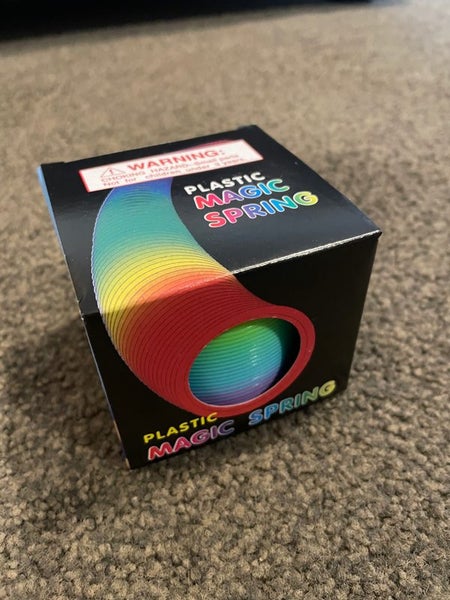 WARNING:
CHOKING HAZARD-Small parts
Not for children under 3 years
PLASTIC
MAGIC
SPRING
PLASTIC
MAGIC SPRING